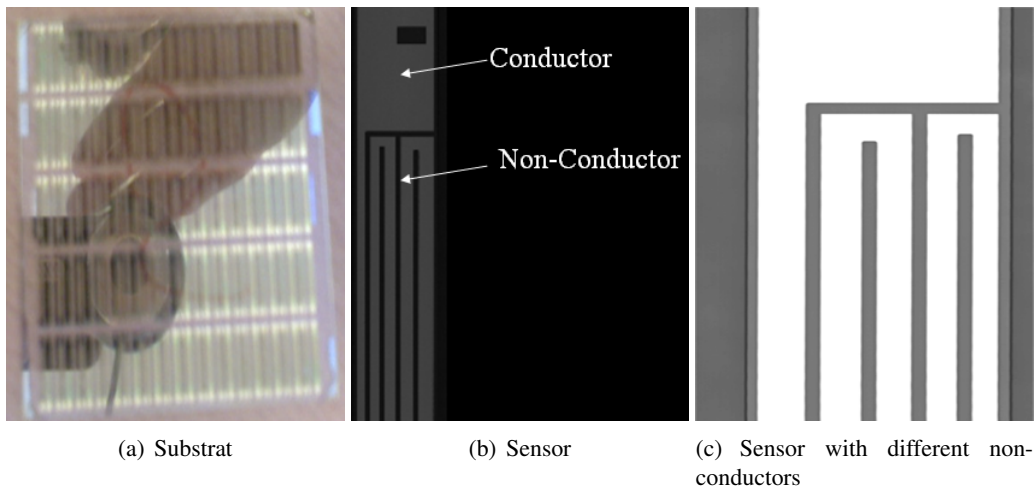 Conductor
Non-Conductor
(a) Substrat
(b) Sensor
(c) Sensor with different non-
conductors